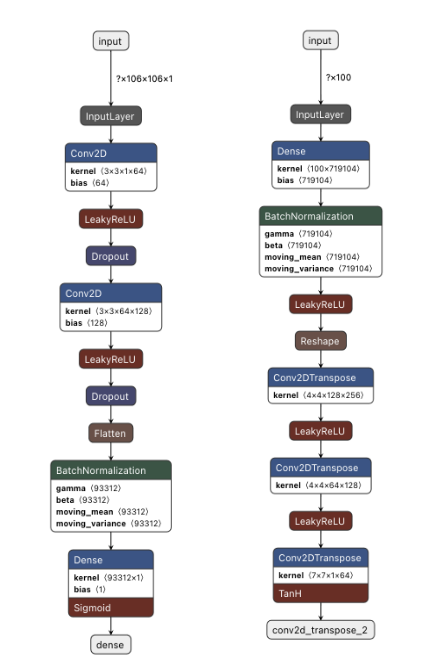 input
?×106×106×1
InputLayer
Conv2D
kernel ⟨3×3×1×64⟩
bias ⟨64⟩
LeakyReLU
Dropout
Conv2D
kernel ⟨3×3×64×128⟩
bias ⟨128⟩
LeakyReLU
Dropout
Flatten
BatchNormalization
gamma ⟨93312⟩
beta ⟨93312⟩
moving_mean ⟨93312⟩
moving_variance ⟨93312⟩
Dense
kernel ⟨93312×1⟩
bias ⟨1⟩
Sigmoid
dense
input
?×100
InputLayer
Dense
kernel ⟨100×719104⟩
bias ⟨719104⟩
BatchNormalization
gamma ⟨719104⟩
beta ⟨719104⟩
moving_mean ⟨719104⟩
moving_variance ⟨719104⟩
LeakyReLU
Reshape
Conv2DTranspose
kernel ⟨4×4×128×256⟩
LeakyReLU
Conv2DTranspose
kernel ⟨4×4×64×128⟩
LeakyReLU
Conv2DTranspose
kernel ⟨7×7×1×64⟩
TanH
conv2d_transpose_2